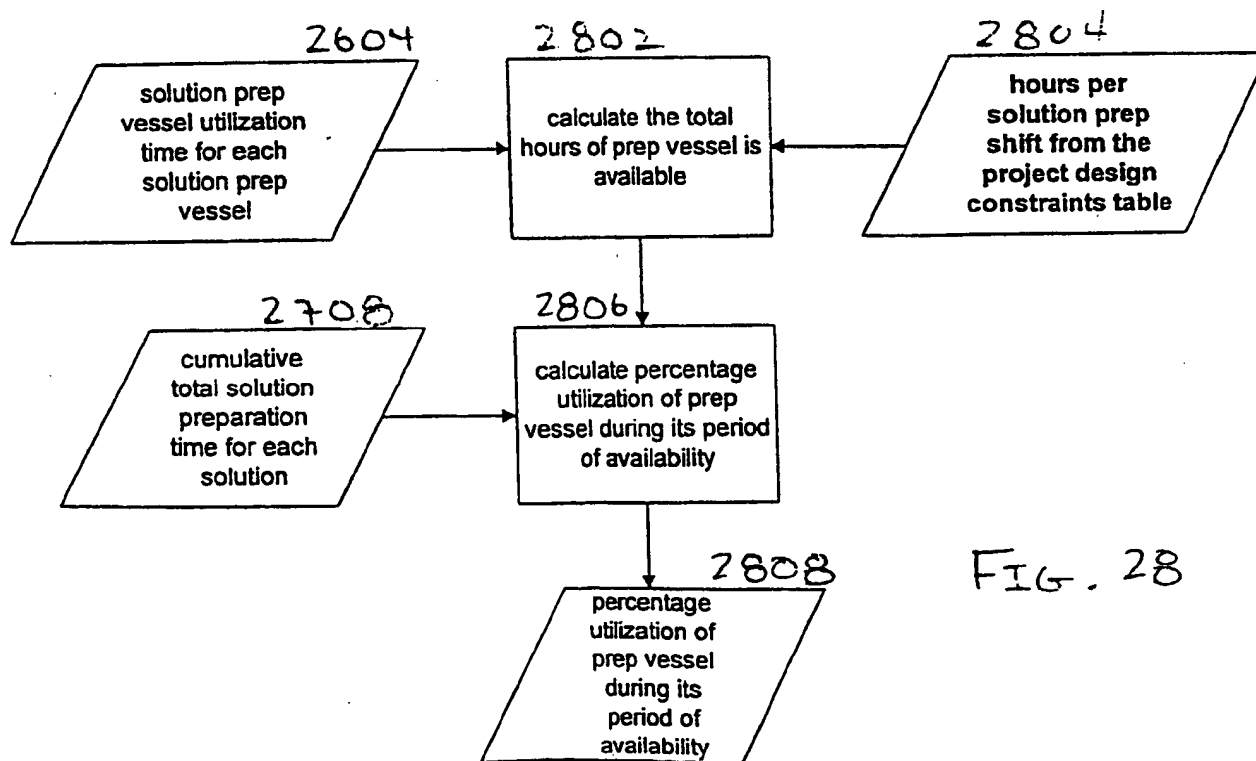 2604
solution prep
vessel utilization
time for each
solution prep
vessel
2802
calculate the total
hours of prep vessel is
available
2804
hours per
solution prep
shift from the
project design
constraints table
2708
cumulative
total solution
preparation
time for each
solution
2806
calculate percentage
utilization of prep
vessel during its period
of availability
2808
percentage
utilization of
prep vessel
during its
period of
availability
FIG. 28